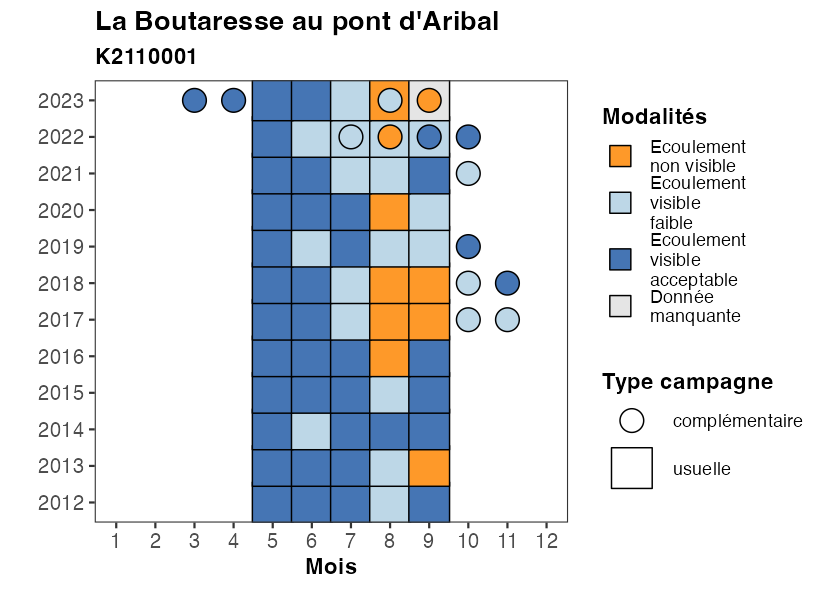 La Boutaresse au pont d'Aribal
K2110001
2023
2022
2021
2020
2019
2018
2017
2016
2015
2014
2013
2012
1 2 3 4 5 6 7 8 9 10 11 12
Mois
Modalités
Ecoulement
non visible
Ecoulement
visible
faible
Ecoulement
visible
acceptable
Donnée
manquante
Type campagne
complémentaire
usuelle